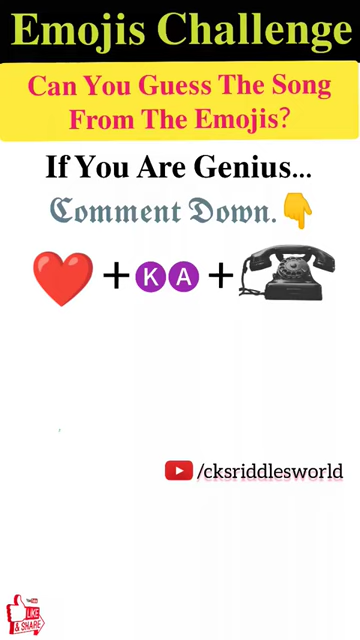 Emojis Challenge
Can You Guess The Song
From The Emojis?
If You Are Genius...
Comment Down.👇
❤️+🅚🅐+☎️
/cksriddlesworld
YouTube
LIKE
& SHARE